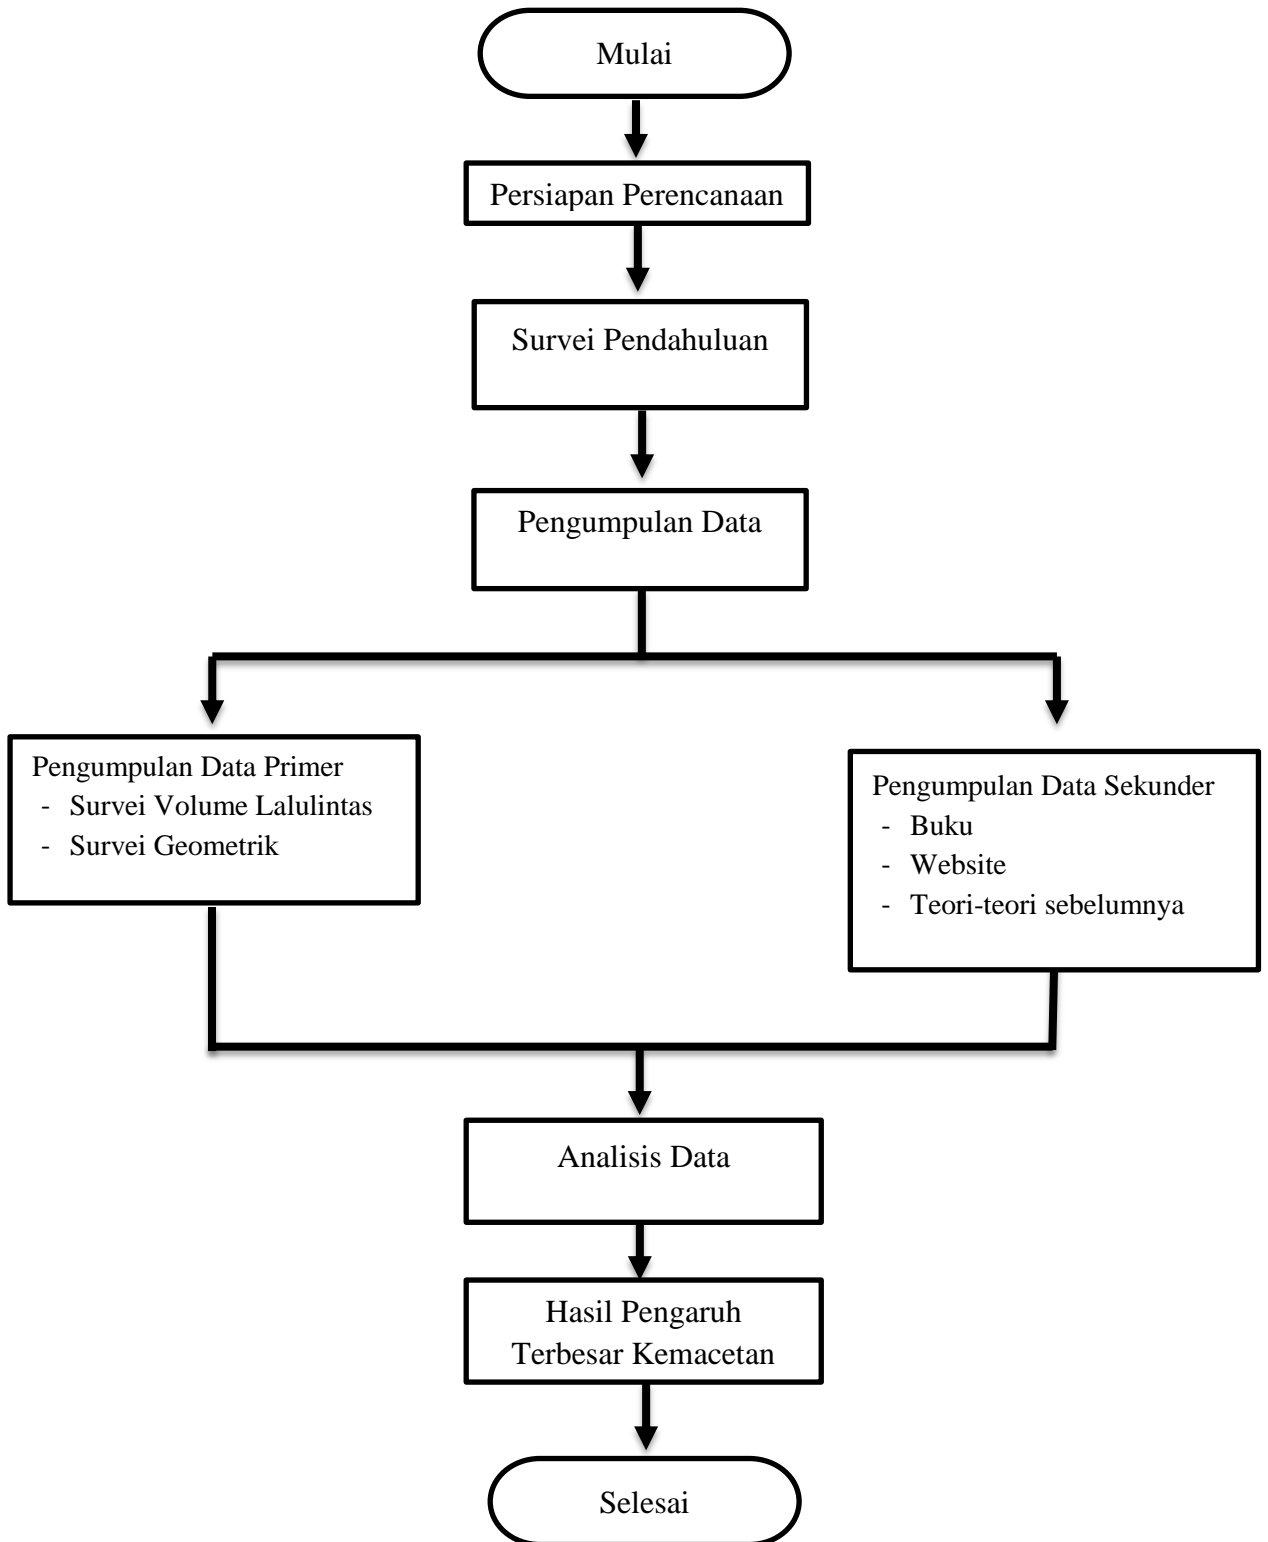 Mulai
Persiapan Perencanaan
Survei Pendahuluan
Pengumpulan Data
Pengumpulan Data Primer
- Survei Volume Lalulintas
- Survei Geometrik
Pengumpulan Data Sekunder
- Buku
- Website
- Teori-teori sebelumnya
Analisis Data
Hasil Pengaruh
Terbesar Kemacetan
Selesai